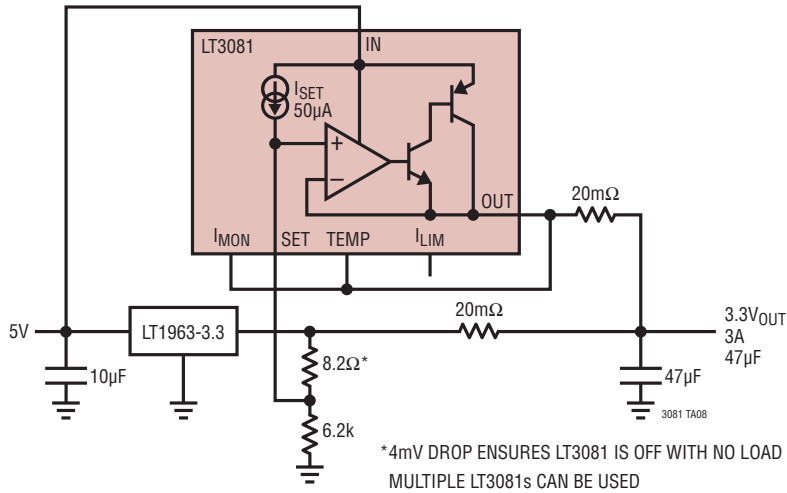 LT3081
IN
ISET
50µA
+
−
OUT
20mΩ
IMON
SET
TEMP
ILIM
20mΩ
5V
LT1963-3.3
3.3VOUT
3A
47µF
8.2Ω*
10µF
47µF
3081 TA08
6.2k
*4mV DROP ENSURES LT3081 IS OFF WITH NO LOAD
MULTIPLE LT3081s CAN BE USED